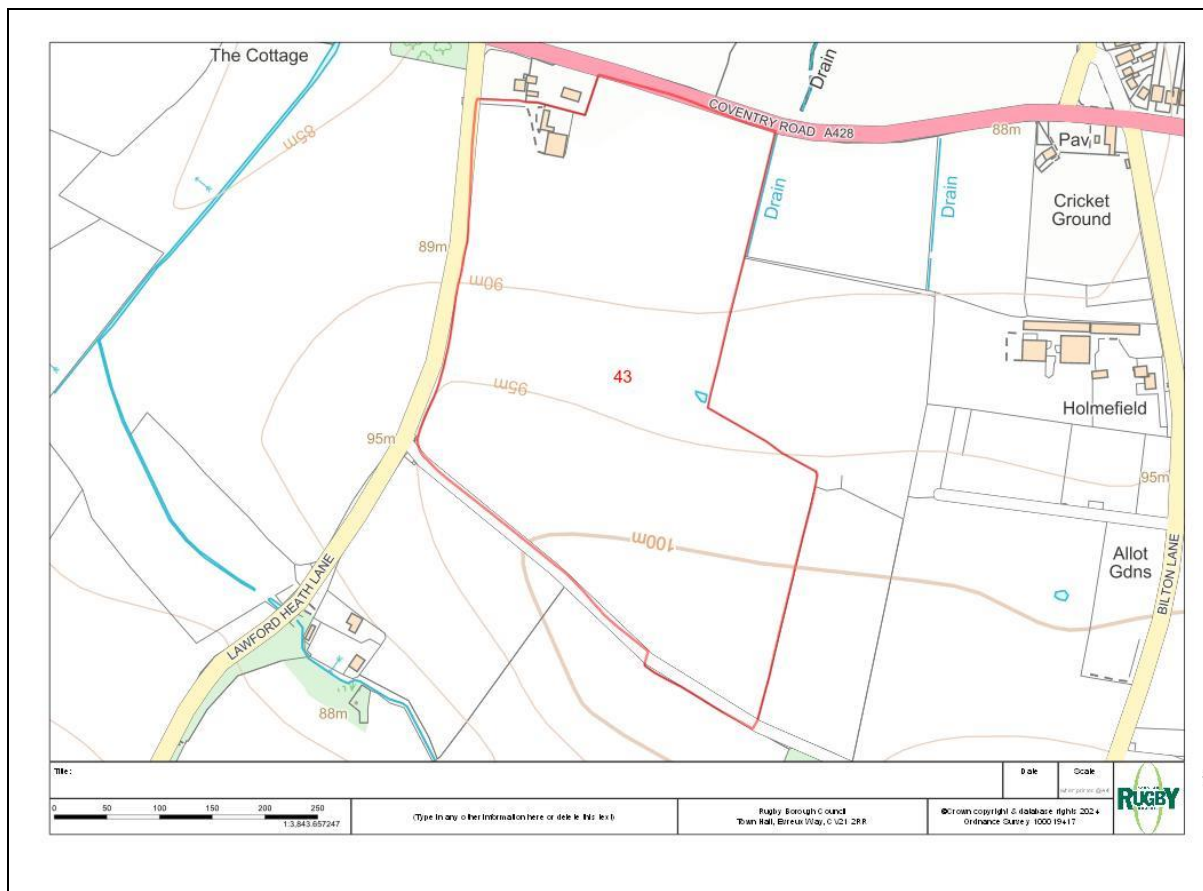 The Cottage
Drain
COVENTRY ROAD A428
88m
Pav
85m
Cricket
Ground
Drain
Drain
89m
90m
43
95m
Holmefield
95m
95m
100m
Allot
Gdns
BILTON LANE
LAWFORD HEATH LANE
88m
Title:
Date
Scale
0 50 100 150 200 250
1:3,843.657247
(Type in any other information here or delete this text)
Rugby Borough Council
Town Hall, Evreux Way, CV21 2RR
©Crown copyright & database rights 2024
Ordnance Survey 100019417
RUGBY